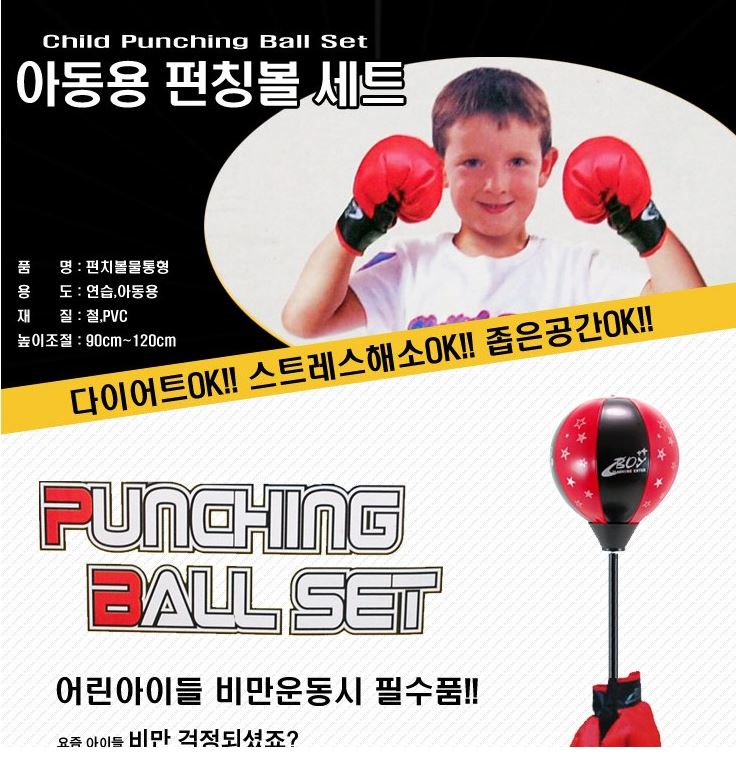 Child Punching Ball Set
아동용 펀칭볼 세트
품 명 : 펀치볼물통형
용 도 : 연습,아동용
재 질 : 철,PVC
높이조절 : 90cm~120cm
다이어트OK!! 스트레스해소OK!! 좁은공간OK!!
BOY
PUNCHING
BALL SET
어린아이들 비만운동시 필수품!!
요즘 아이들 비만 걱정되셨죠?